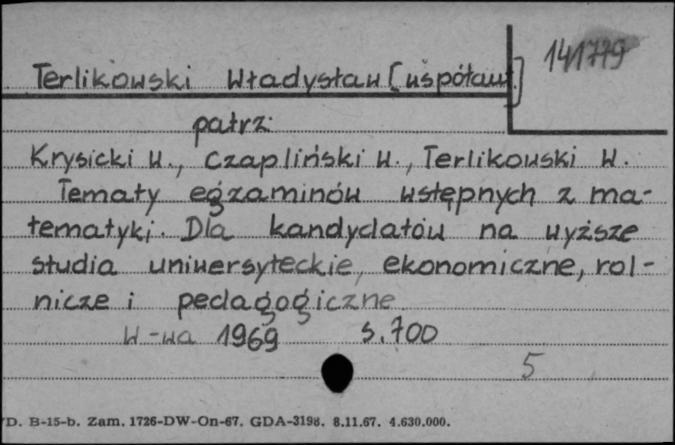 Terlikowski Władysław [współaut.]
141779
patrz
Krysicki W., Czapliński W., Terlikowski W.
Tematy egzaminów wstępnych z ma-
tematyki. Dla kandydatów na wyższe
studia uniwersyteckie, ekonomiczne, rol-
nicze i pedagogiczne
W-wa 1969 s. 700
5
D. B-15-b. Zam. 1726-DW-On-67. GDA-3198. 8.11.67. 4.630.000.